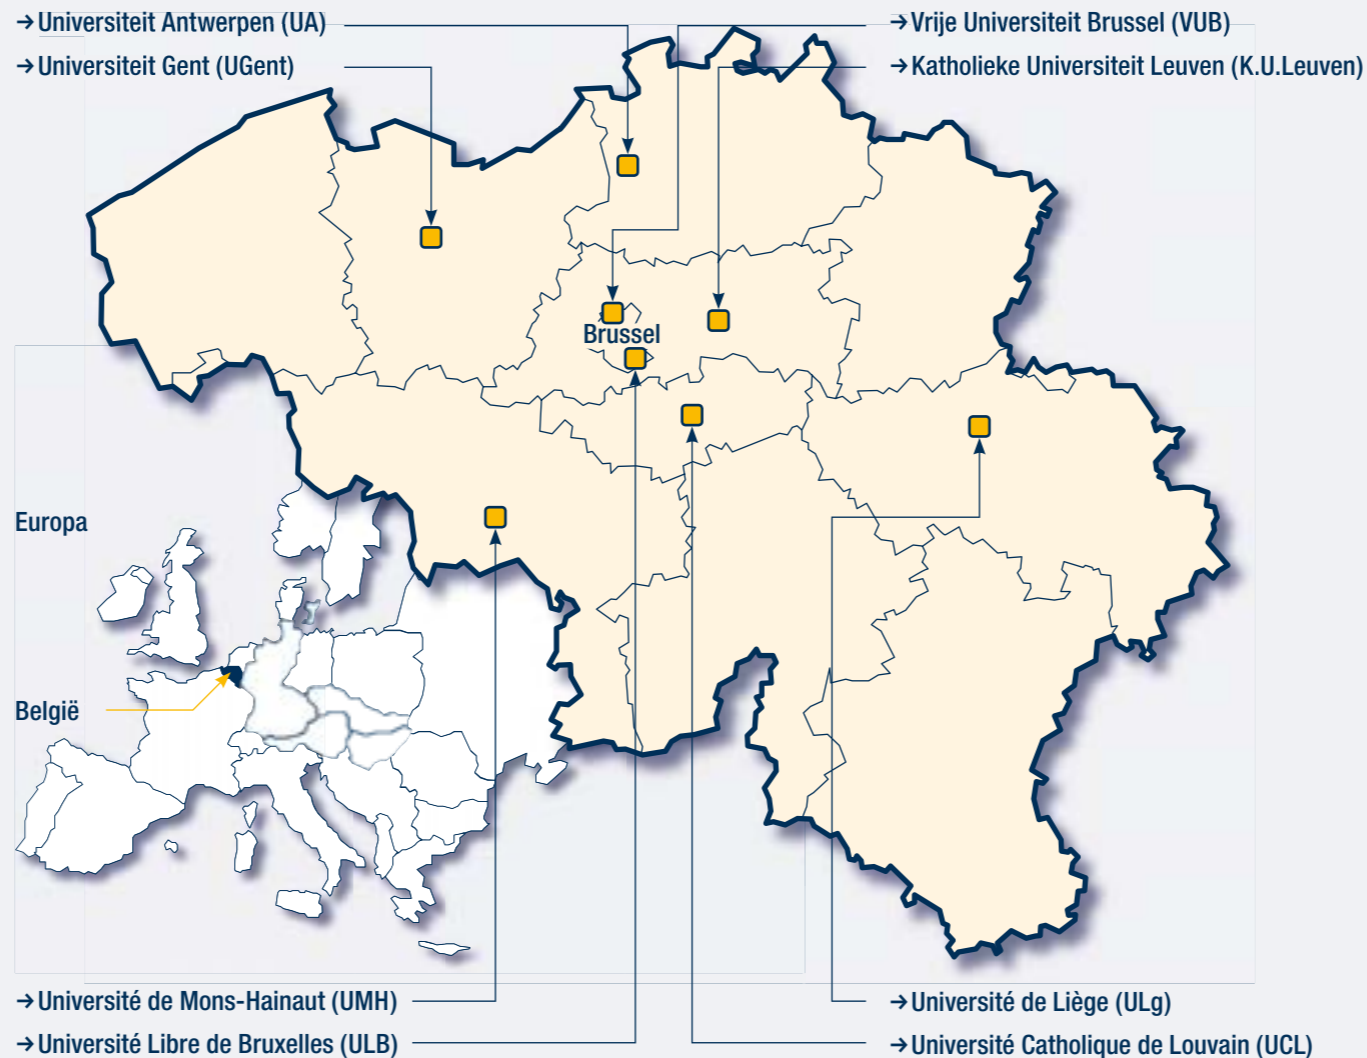 →Universiteit Antwerpen (UA)
→Vrije Universiteit Brussel (VUB)
→Universiteit Gent (UGent)
→Katholieke Universiteit Leuven (K.U.Leuven)
Brussel
Europa
België
→Université de Mons-Hainaut (UMH)
→Université de Liège (ULg)
→Université Libre de Bruxelles (ULB)
→Université Catholique de Louvain (UCL)